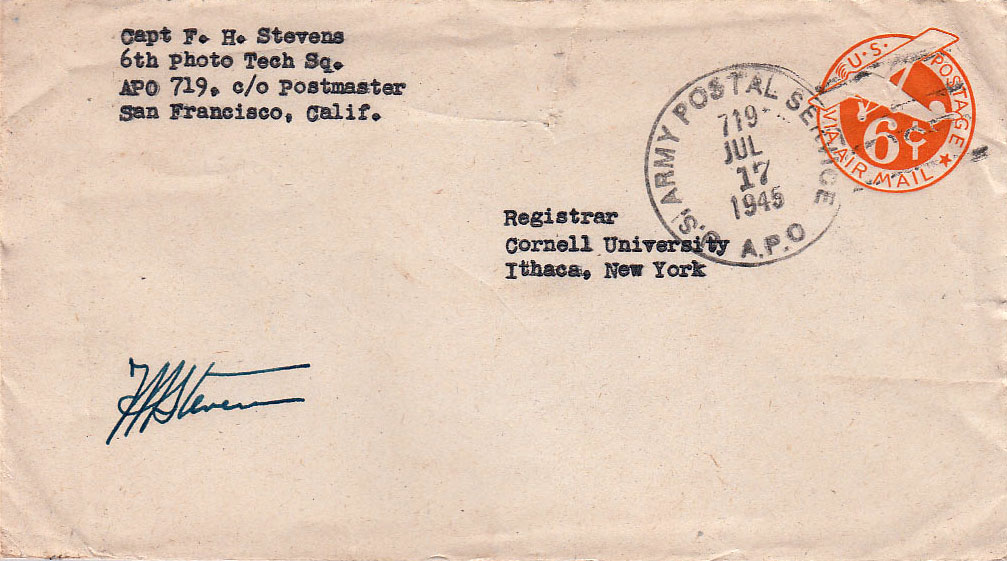 Capt F. H. Stevens
6th Photo Tech Sq.
APO 719, c/o Postmaster
San Francisco, Calif.
U.S. POSTAGE
6¢
VIA AIR MAIL
U.S. ARMY POSTAL SERVICE
719
JUL
17
1945
A.P.O
Registrar
Cornell University
Ithaca, New York
FHStevens